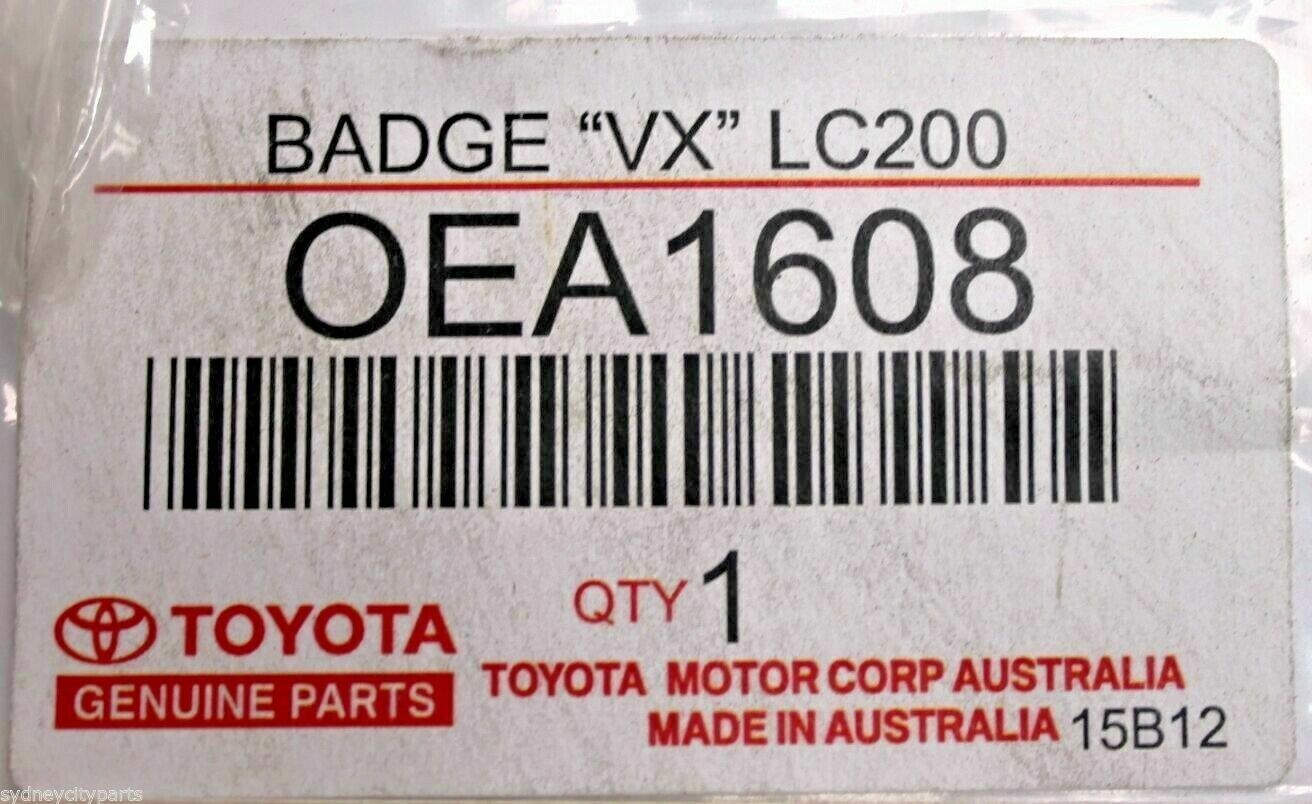 BADGE “VX” LC200
OEA1608
QTY 1
TOYOTA
GENUINE PARTS
TOYOTA MOTOR CORP AUSTRALIA
MADE IN AUSTRALIA 15B12
sydneycityparts